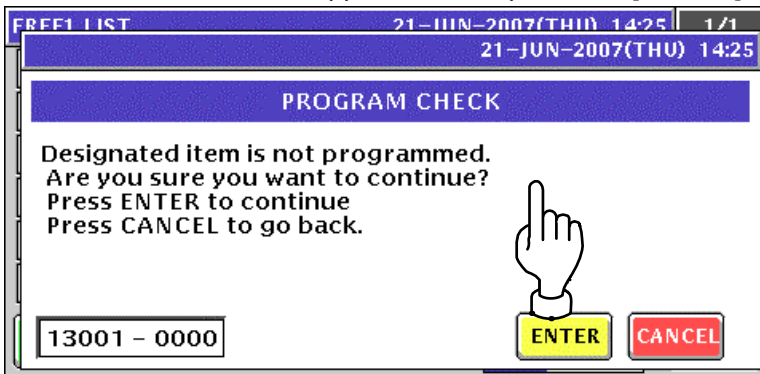 FREE1 LIST 21-JUN-2007(THU) 14:25 1/1
21-JUN-2007(THU) 14:25
PROGRAM CHECK
Designated item is not programmed.
Are you sure you want to continue?
Press ENTER to continue
Press CANCEL to go back.
13001 - 0000 ENTER CANCEL